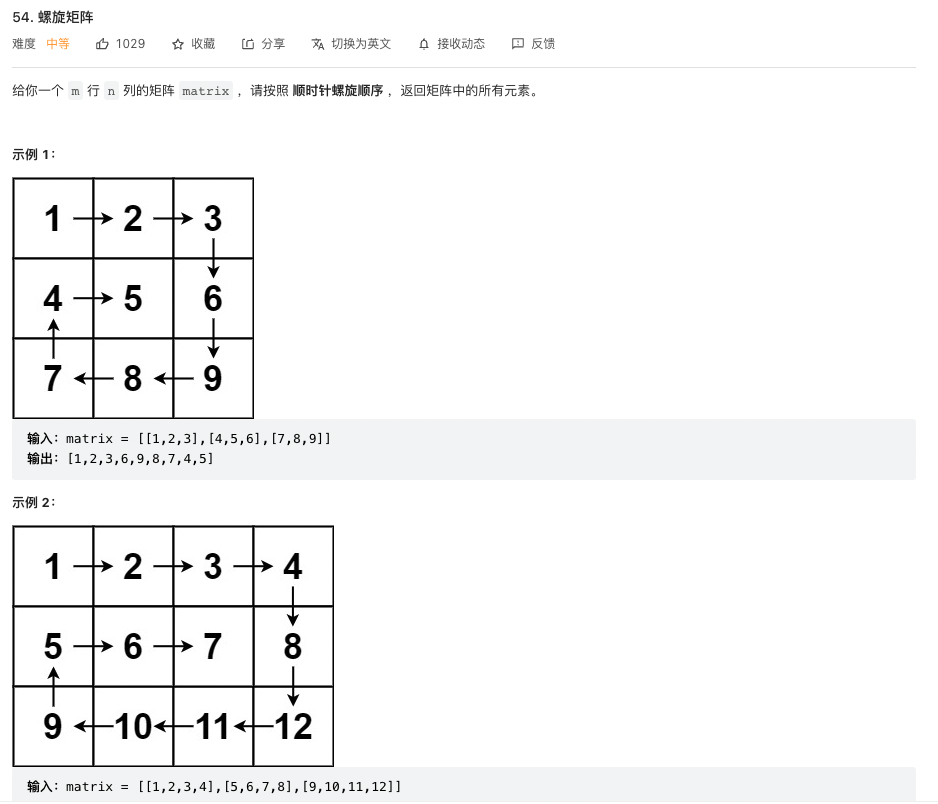 54. 螺旋矩阵
难度 中等 1029 收藏 分享 切换为英文 接收动态 反馈
给你一个 m 行 n 列的矩阵 matrix ，请按照 顺时针螺旋顺序 ，返回矩阵中的所有元素。
示例 1：
1 2 3
4 5 6
7 8 9
输入：matrix = [[1,2,3],[4,5,6],[7,8,9]]
输出：[1,2,3,6,9,8,7,4,5]
示例 2：
1 2 3 4
5 6 7 8
9 10 11 12
输入：matrix = [[1,2,3,4],[5,6,7,8],[9,10,11,12]]